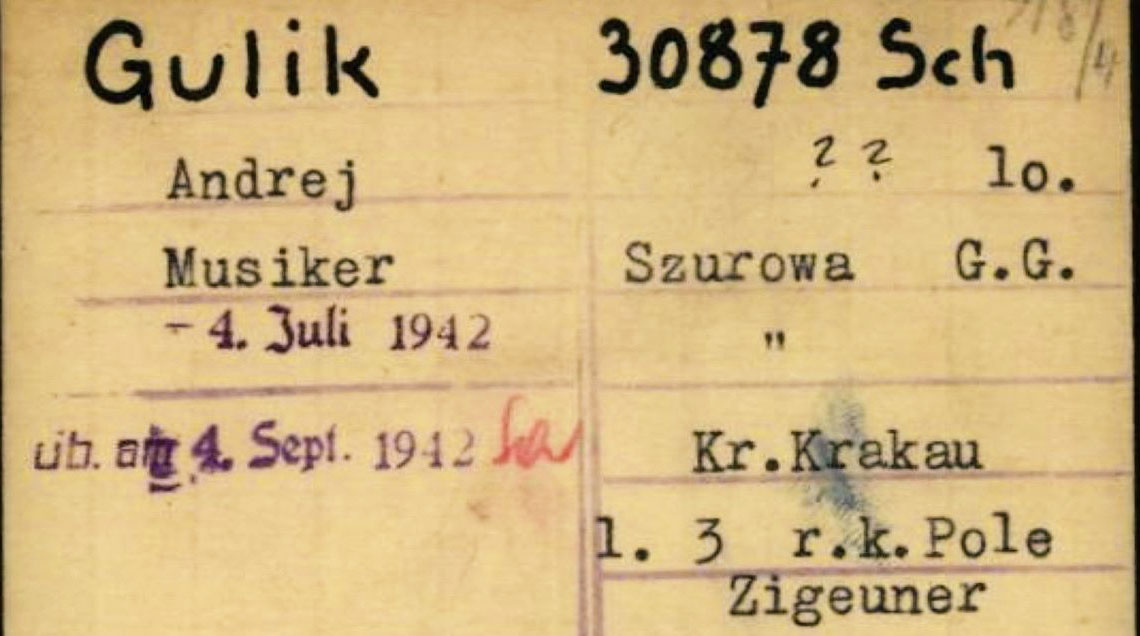 Gulik 30878 Sch
Andrej ? ? lo.
Musiker Szurowa G.G.
- 4. Juli 1942 "
üb. am 4. Sept. 1942
Kr.Krakau
l. 3 r.k.Pole
Zigeuner